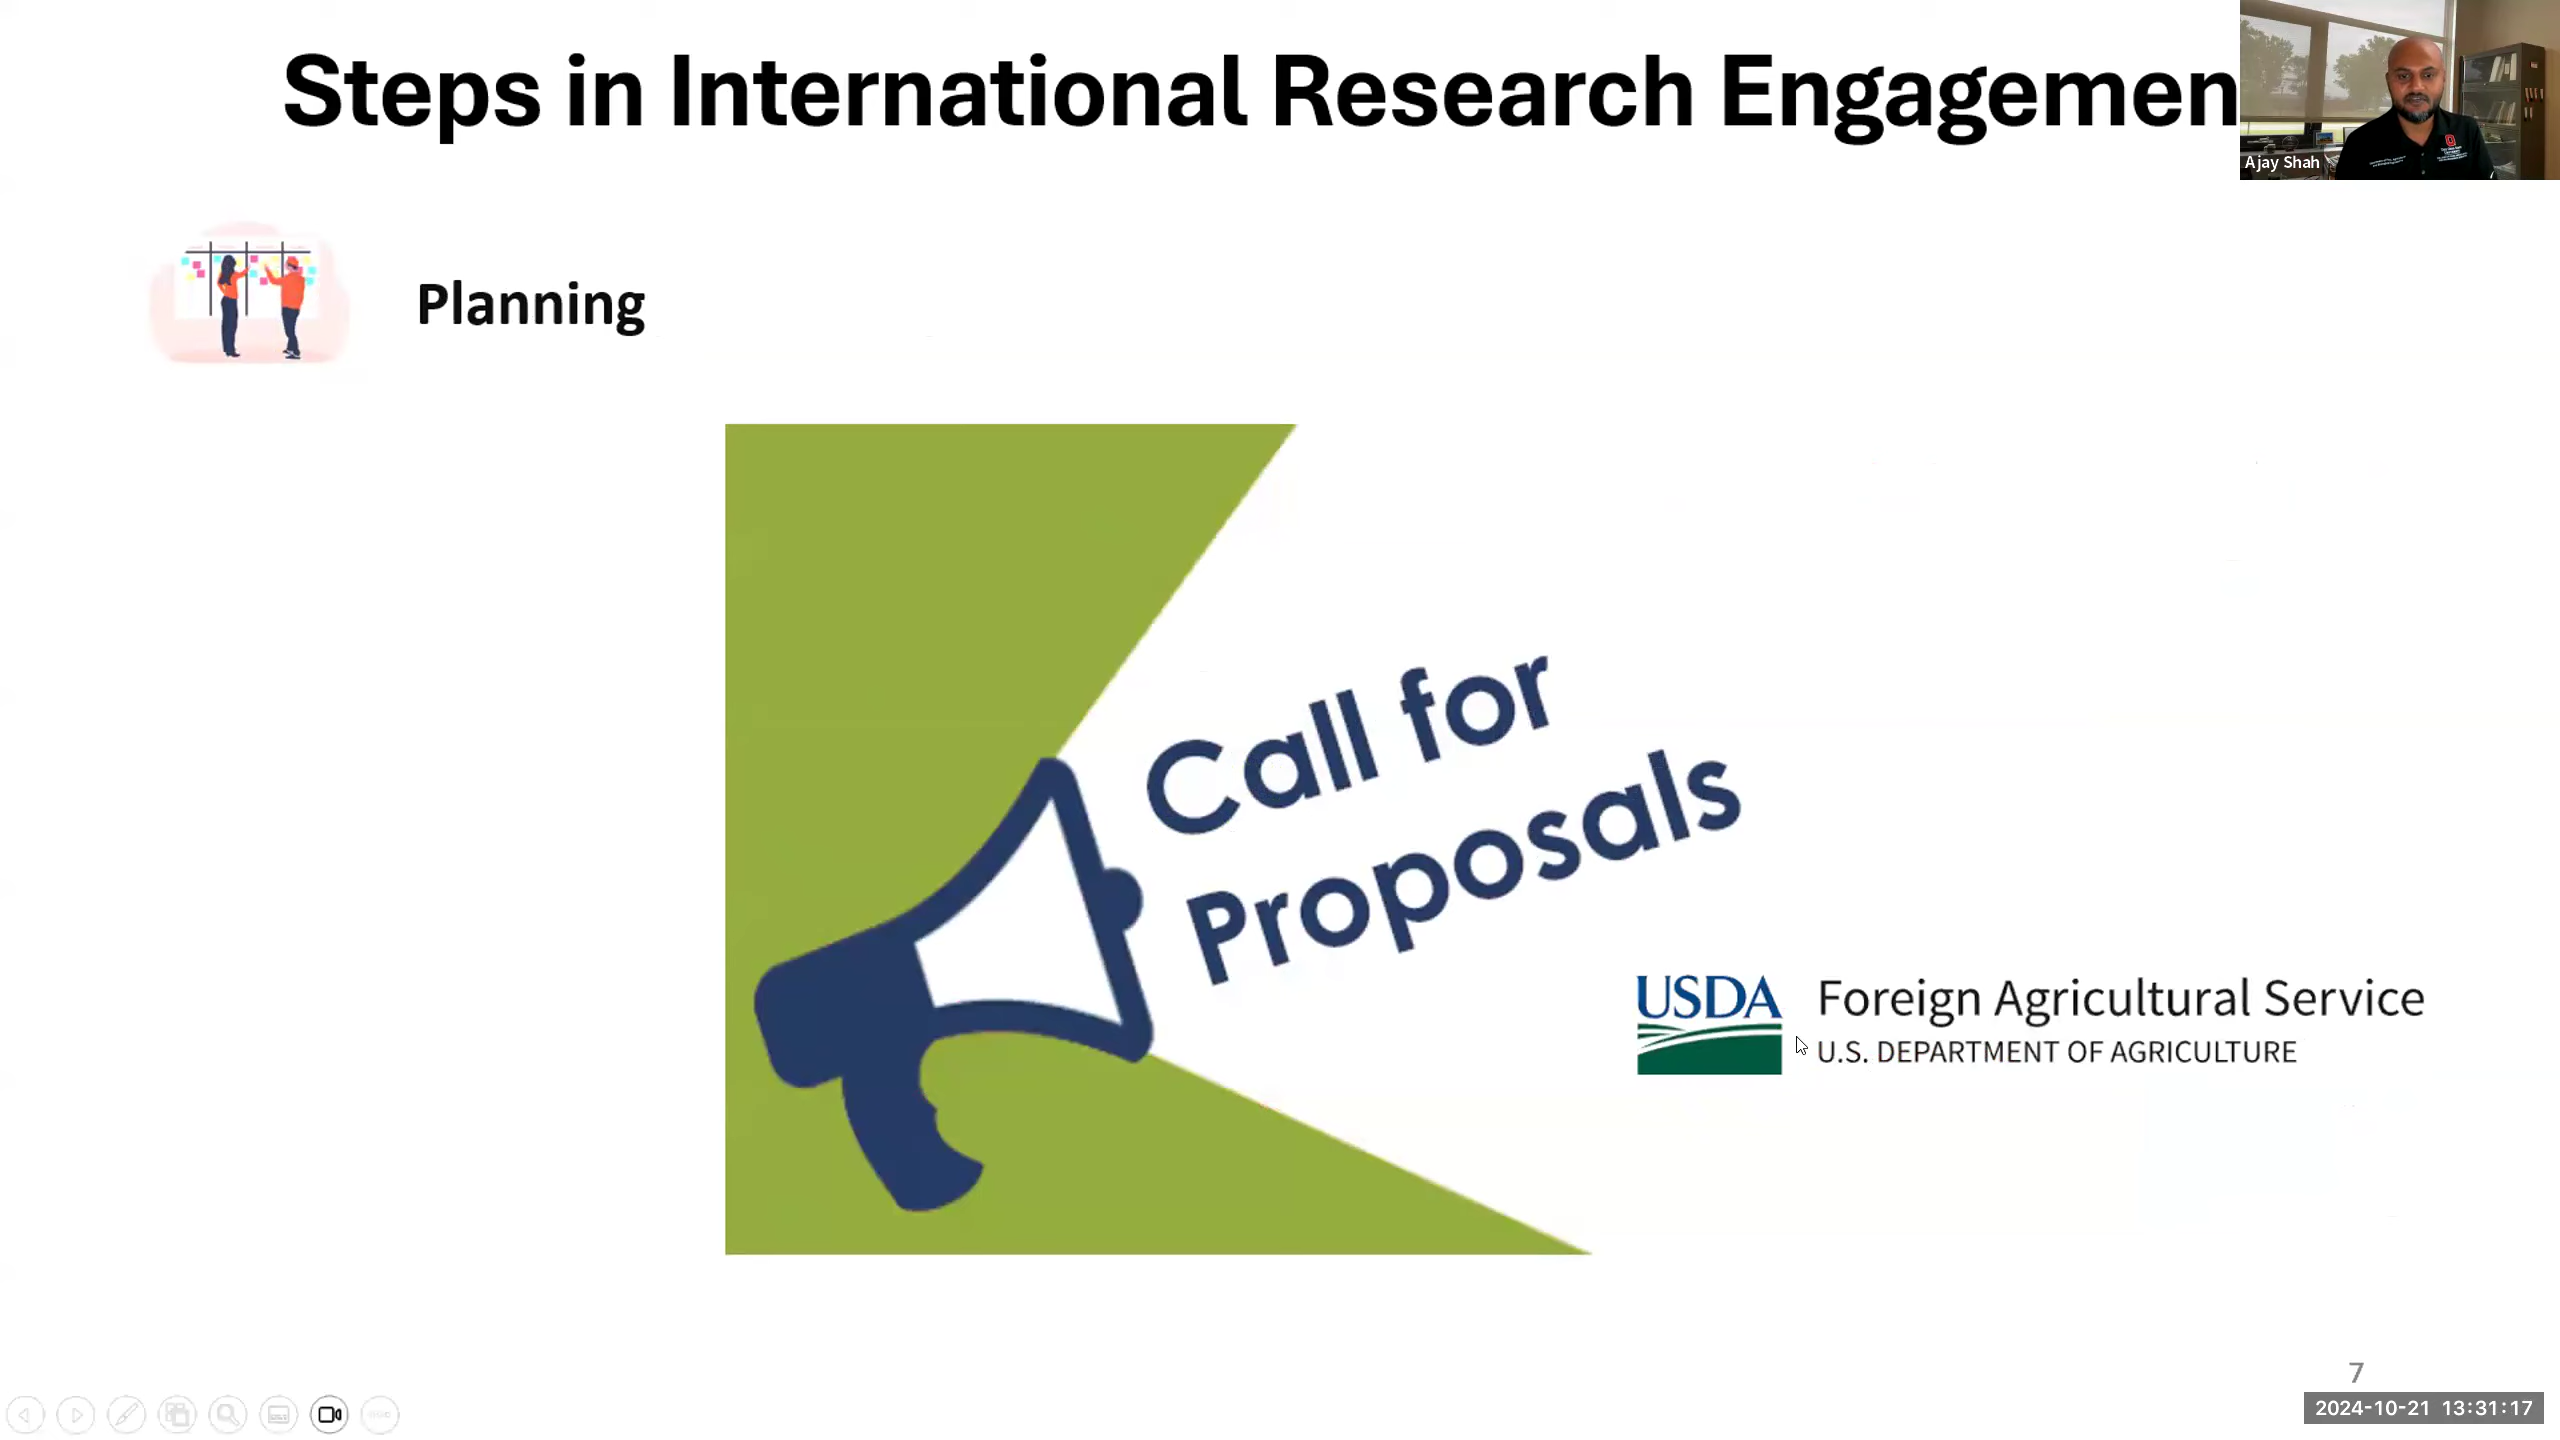 Steps in International Research Engagemen
Ajay Shah
Planning
Call for
Proposals
USDA
Foreign Agricultural Service
U.S. DEPARTMENT OF AGRICULTURE
7
2024-10-21 13:31:17